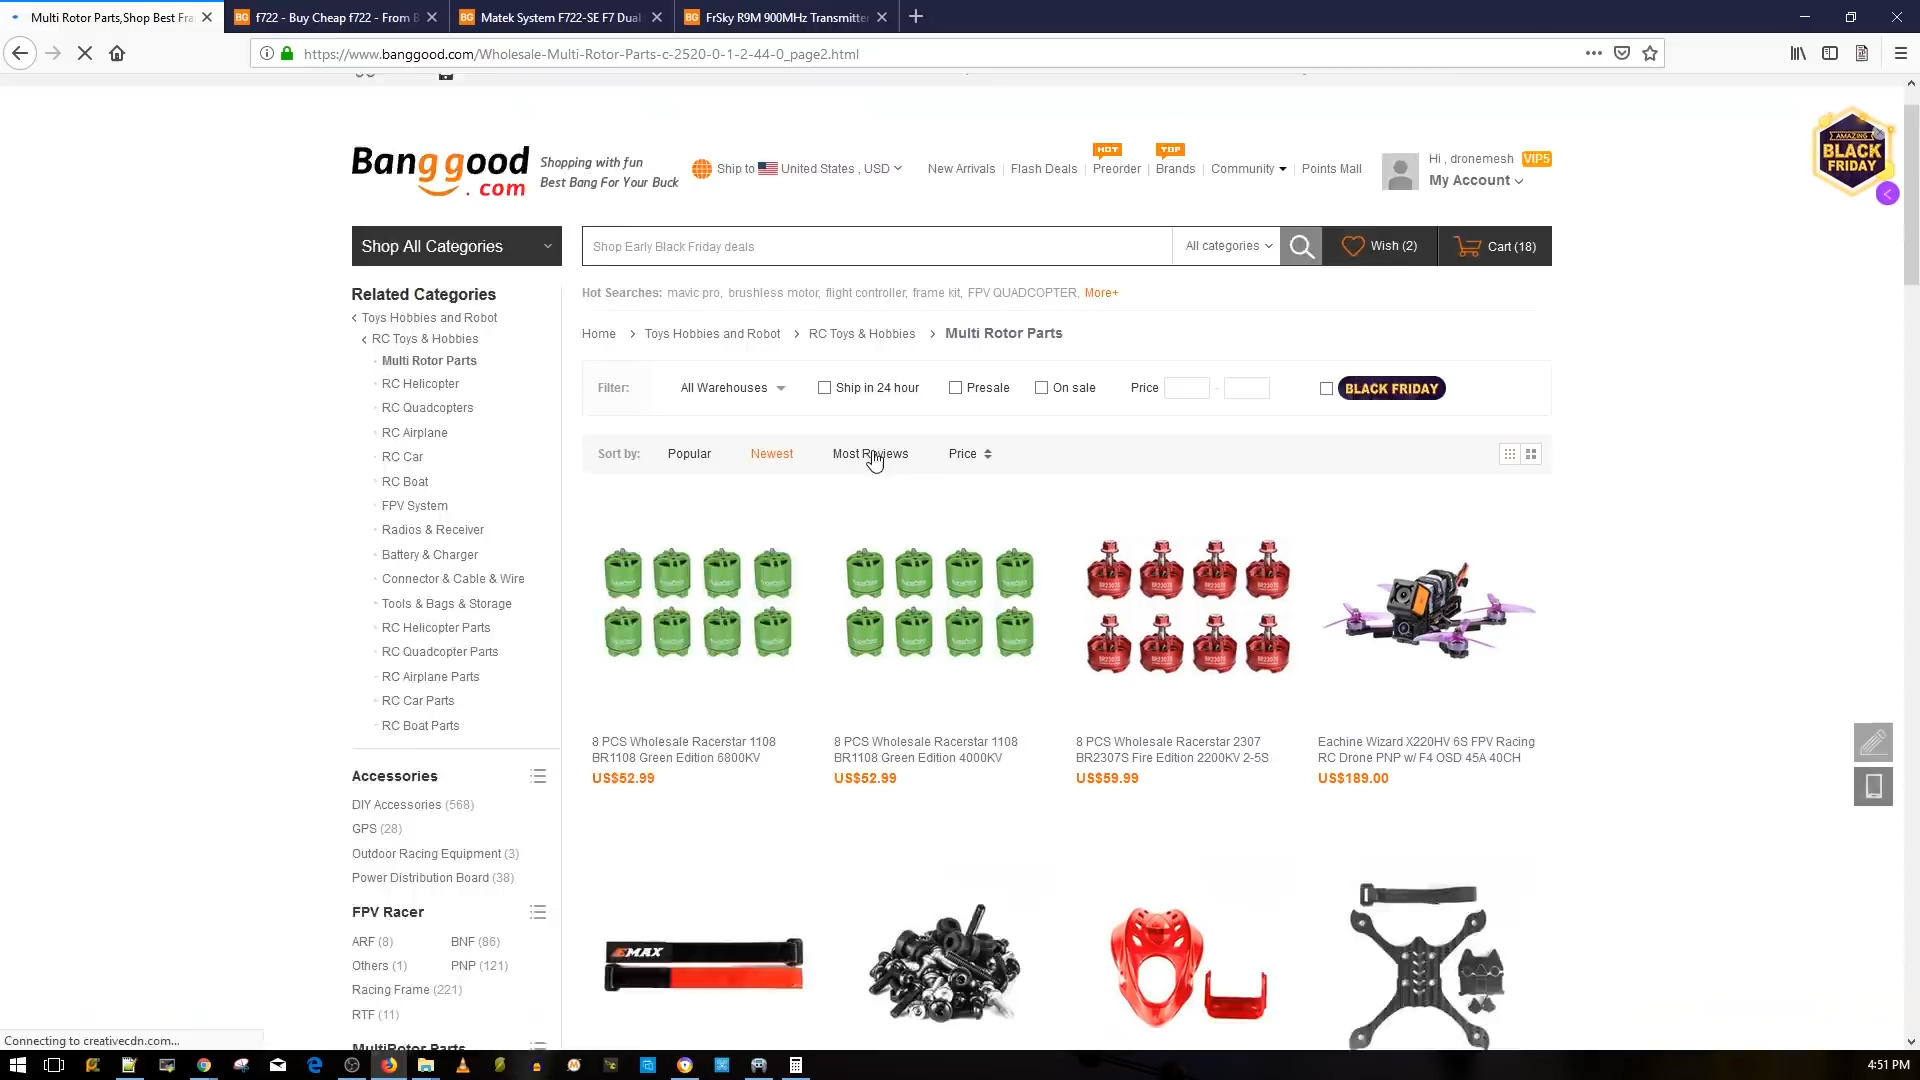 Multi Rotor Parts,Shop Best Fra
f722 - Buy Cheap f722 - From B
Matek System F722-SE F7 Dual
FrSky R9M 900MHz Transmitter
https://www.banggood.com/Wholesale-Multi-Rotor-Parts-c-2520-0-1-2-44-0_page2.html
Banggood.com
Shopping with fun
Best Bang For Your Buck
Ship to United States , USD
New Arrivals
Flash Deals
HOT
Preorder
TOP
Brands
Community
Points Mall
Hi , dronemesh VIP5
My Account
AMAZING
BLACK
FRIDAY
Shop All Categories
Shop Early Black Friday deals
All categories
Wish (2)
Cart (18)
Hot Searches: mavic pro, brushless motor, flight controller, frame kit, FPV QUADCOPTER, More+
Home > Toys Hobbies and Robot > RC Toys & Hobbies > Multi Rotor Parts
Related Categories
Toys Hobbies and Robot
RC Toys & Hobbies
Multi Rotor Parts
RC Helicopter
RC Quadcopters
RC Airplane
RC Car
RC Boat
FPV System
Radios & Receiver
Battery & Charger
Connector & Cable & Wire
Tools & Bags & Storage
RC Helicopter Parts
RC Quadcopter Parts
RC Airplane Parts
RC Car Parts
RC Boat Parts
Filter: All Warehouses Ship in 24 hour Presale On sale Price - BLACK FRIDAY
Sort by: Popular Newest Most Reviews Price
8 PCS Wholesale Racerstar 1108
BR1108 Green Edition 6800KV
US$52.99
8 PCS Wholesale Racerstar 1108
BR1108 Green Edition 4000KV
US$52.99
8 PCS Wholesale Racerstar 2307
BR2307S Fire Edition 2200KV 2-5S
US$59.99
Eachine Wizard X220HV 6S FPV Racing
RC Drone PNP w/ F4 OSD 45A 40CH
US$189.00
EMAX
Accessories
DIY Accessories (568)
GPS (28)
Outdoor Racing Equipment (3)
Power Distribution Board (38)
FPV Racer
ARF (8) BNF (86)
Others (1) PNP (121)
Racing Frame (221)
RTF (11)
MultiRotor Parts
Connecting to creativecdn.com...
4:51 PM